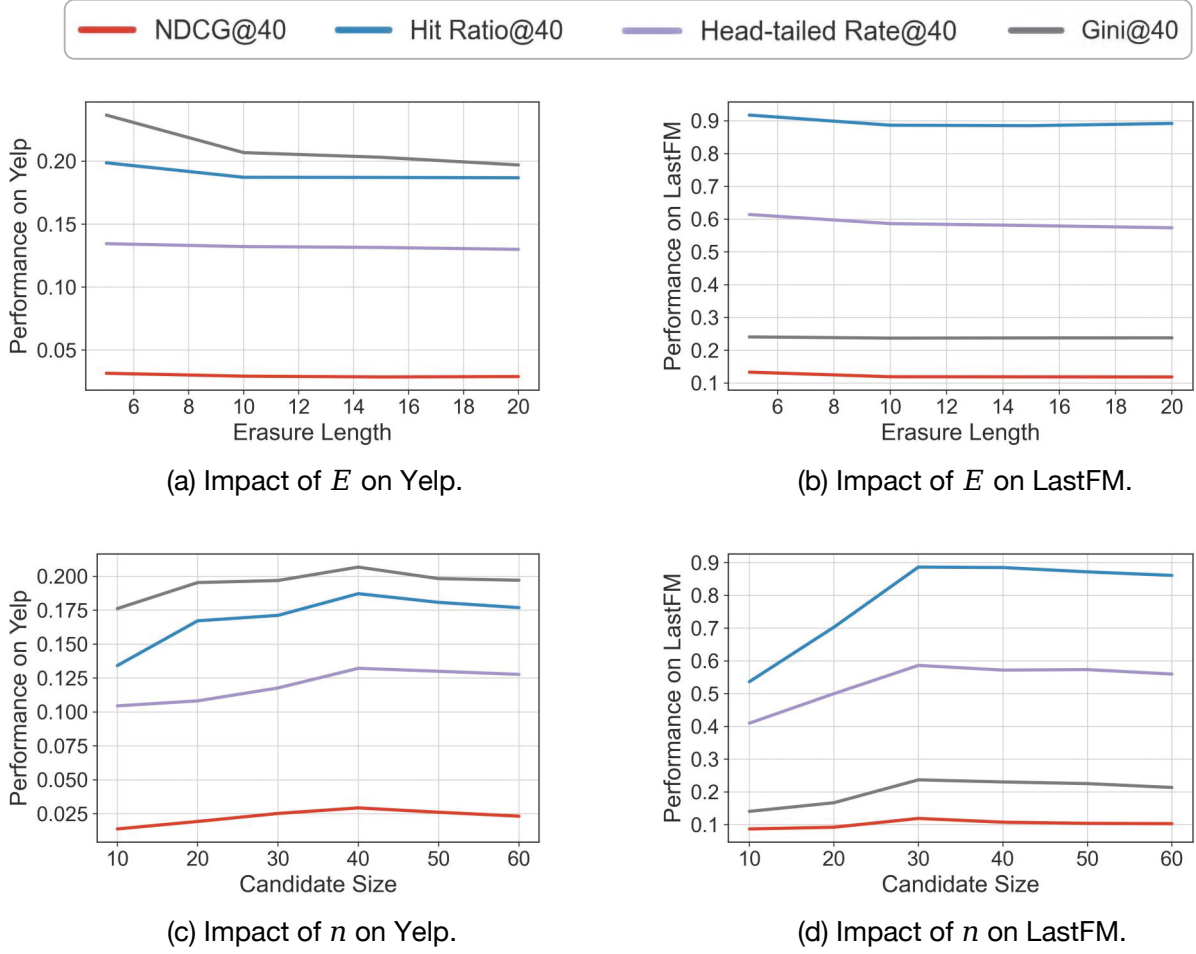 NDCG@40 Hit Ratio@40 Head-tailed Rate@40 Gini@40
Performance on Yelp
0.20
0.15
0.10
0.05
6 8 10 12 14 16 18 20
Erasure Length
(a) Impact of E on Yelp.
Performance on LastFM
0.9
0.8
0.7
0.6
0.5
0.4
0.3
0.2
0.1
6 8 10 12 14 16 18 20
Erasure Length
(b) Impact of E on LastFM.
Performance on Yelp
0.200
0.175
0.150
0.125
0.100
0.075
0.050
0.025
10 20 30 40 50 60
Candidate Size
(c) Impact of n on Yelp.
Performance on LastFM
0.9
0.8
0.7
0.6
0.5
0.4
0.3
0.2
0.1
10 20 30 40 50 60
Candidate Size
(d) Impact of n on LastFM.